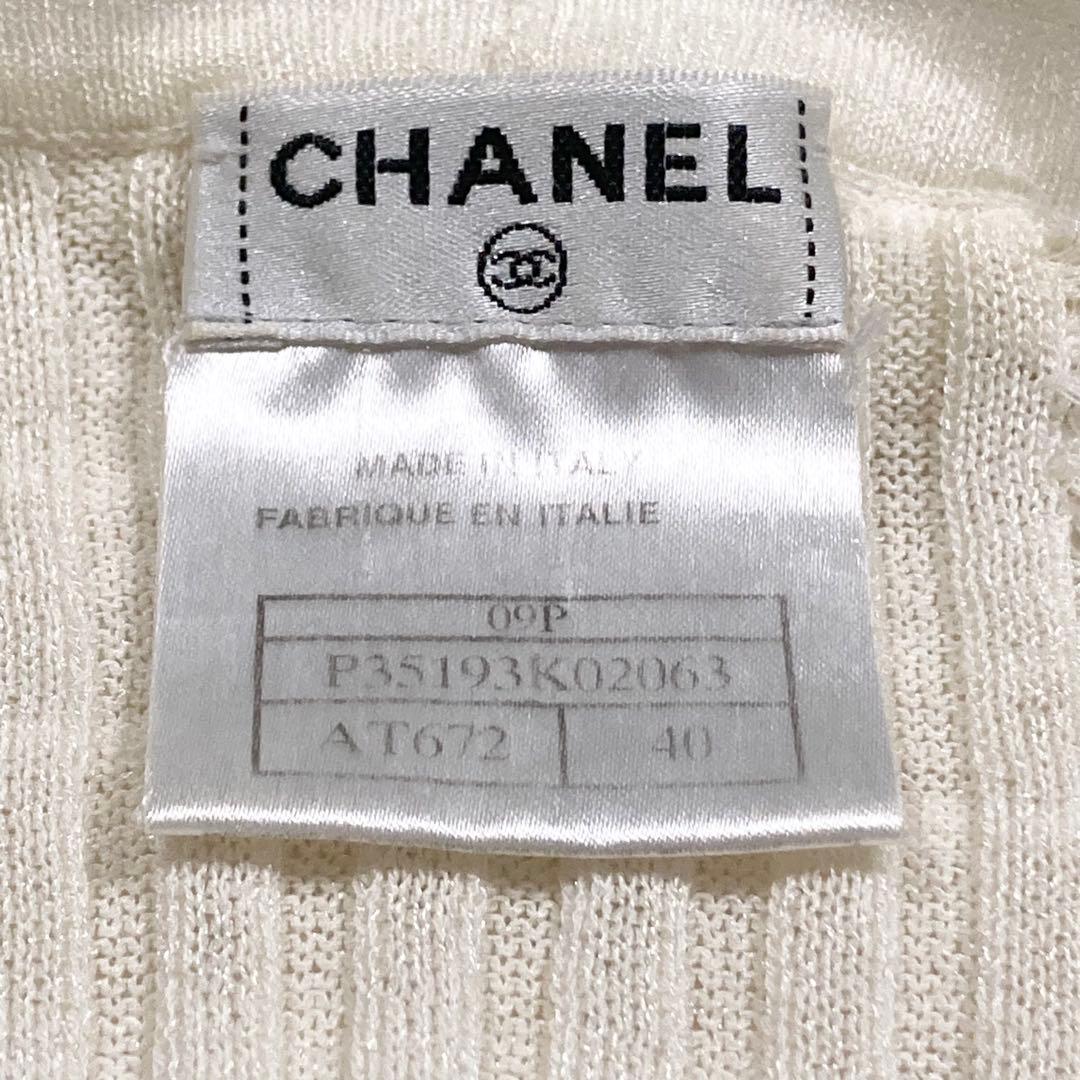 CHANEL
MADE IN ITALY
FABRIQUE EN ITALIE
09P
P35193K02063
AT672 40